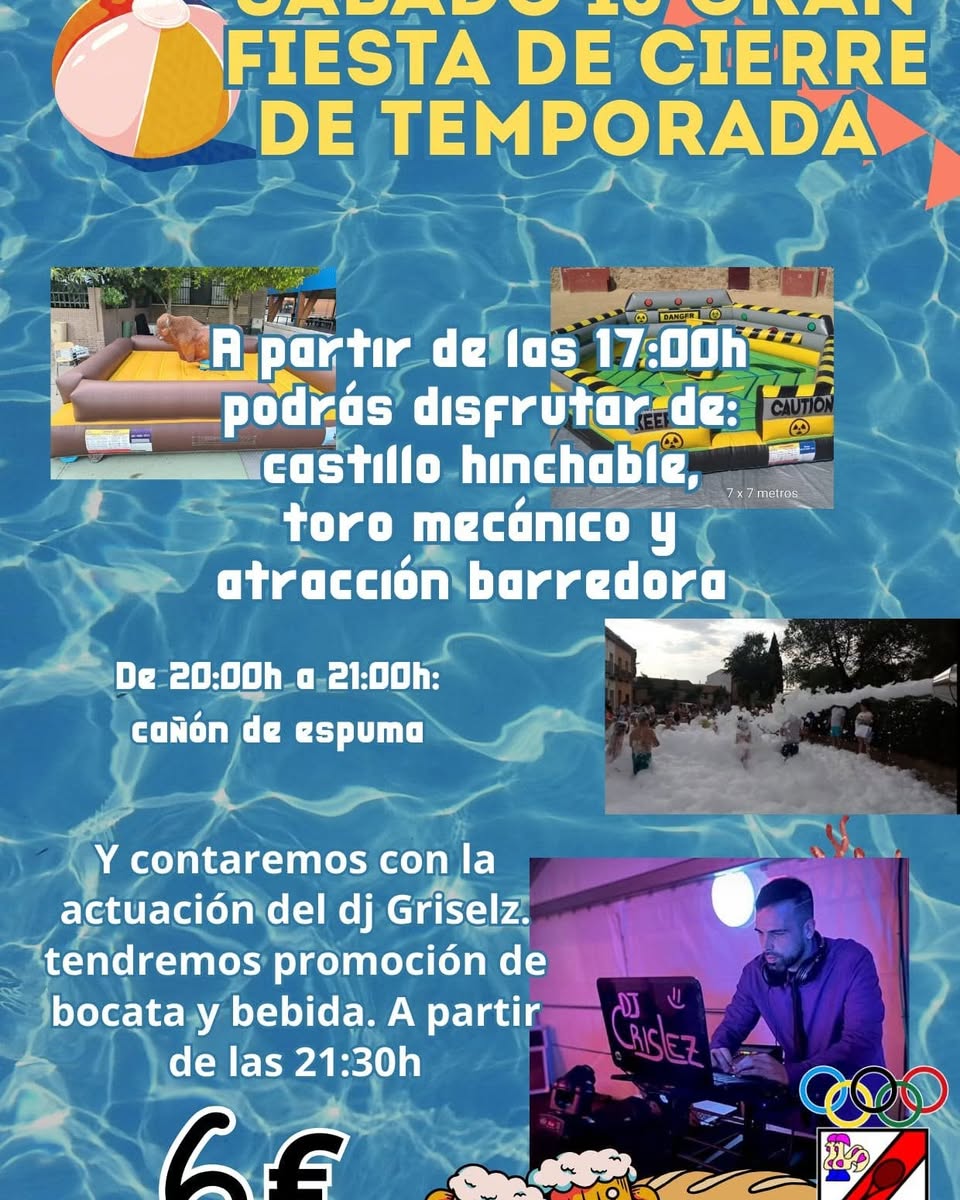 FIESTA DE CIERRE
DE TEMPORADA
A partir de las 17:00h
podrás disfrutar de:
castillo hinchable,
toro mecánico y
atracción barredora
DANGER
KEEP
CAUTION
7 x 7 metros
De 20:00h a 21:00h:
cañón de espuma
Y contaremos con la
actuación del dj Griselz.
tendremos promoción de
bocata y bebida. A partir
de las 21:30h
DJ
CRISLEZ
6€